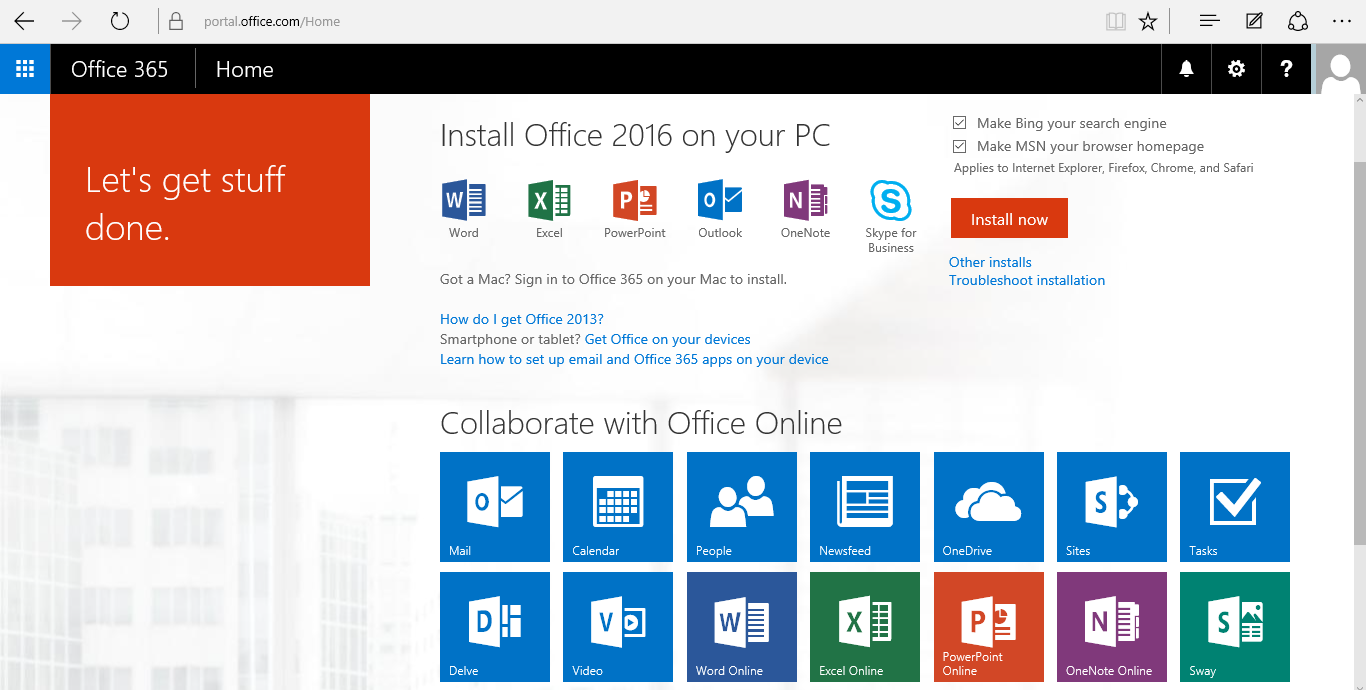 portal.office.com/Home
Office 365
Home
?
Let's get stuff
done.
Install Office 2016 on your PC
W
X
P
O
N
S
Word
Excel
PowerPoint
Outlook
OneNote
Skype for
Business
Got a Mac? Sign in to Office 365 on your Mac to install.
How do I get Office 2013?
Smartphone or tablet? Get Office on your devices
Learn how to set up email and Office 365 apps on your device
Make Bing your search engine
Make MSN your browser homepage
Applies to Internet Explorer, Firefox, Chrome, and Safari
Install now
Other installs
Troubleshoot installation
Collaborate with Office Online
O
S
Mail
Calendar
People
Newsfeed
OneDrive
Sites
Tasks
D
V
W
X
P
N
S
Delve
Video
Word Online
Excel Online
PowerPoint
Online
OneNote Online
Sway